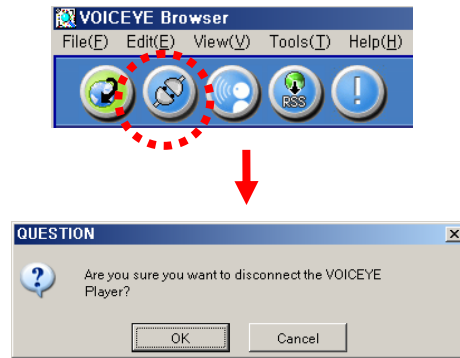 VOICEYE Browser
File(F) Edit(E) View(V) Tools(T) Help(H)
RSS
QUESTION
Are you sure you want to disconnect the VOICEYE
Player?
OK Cancel